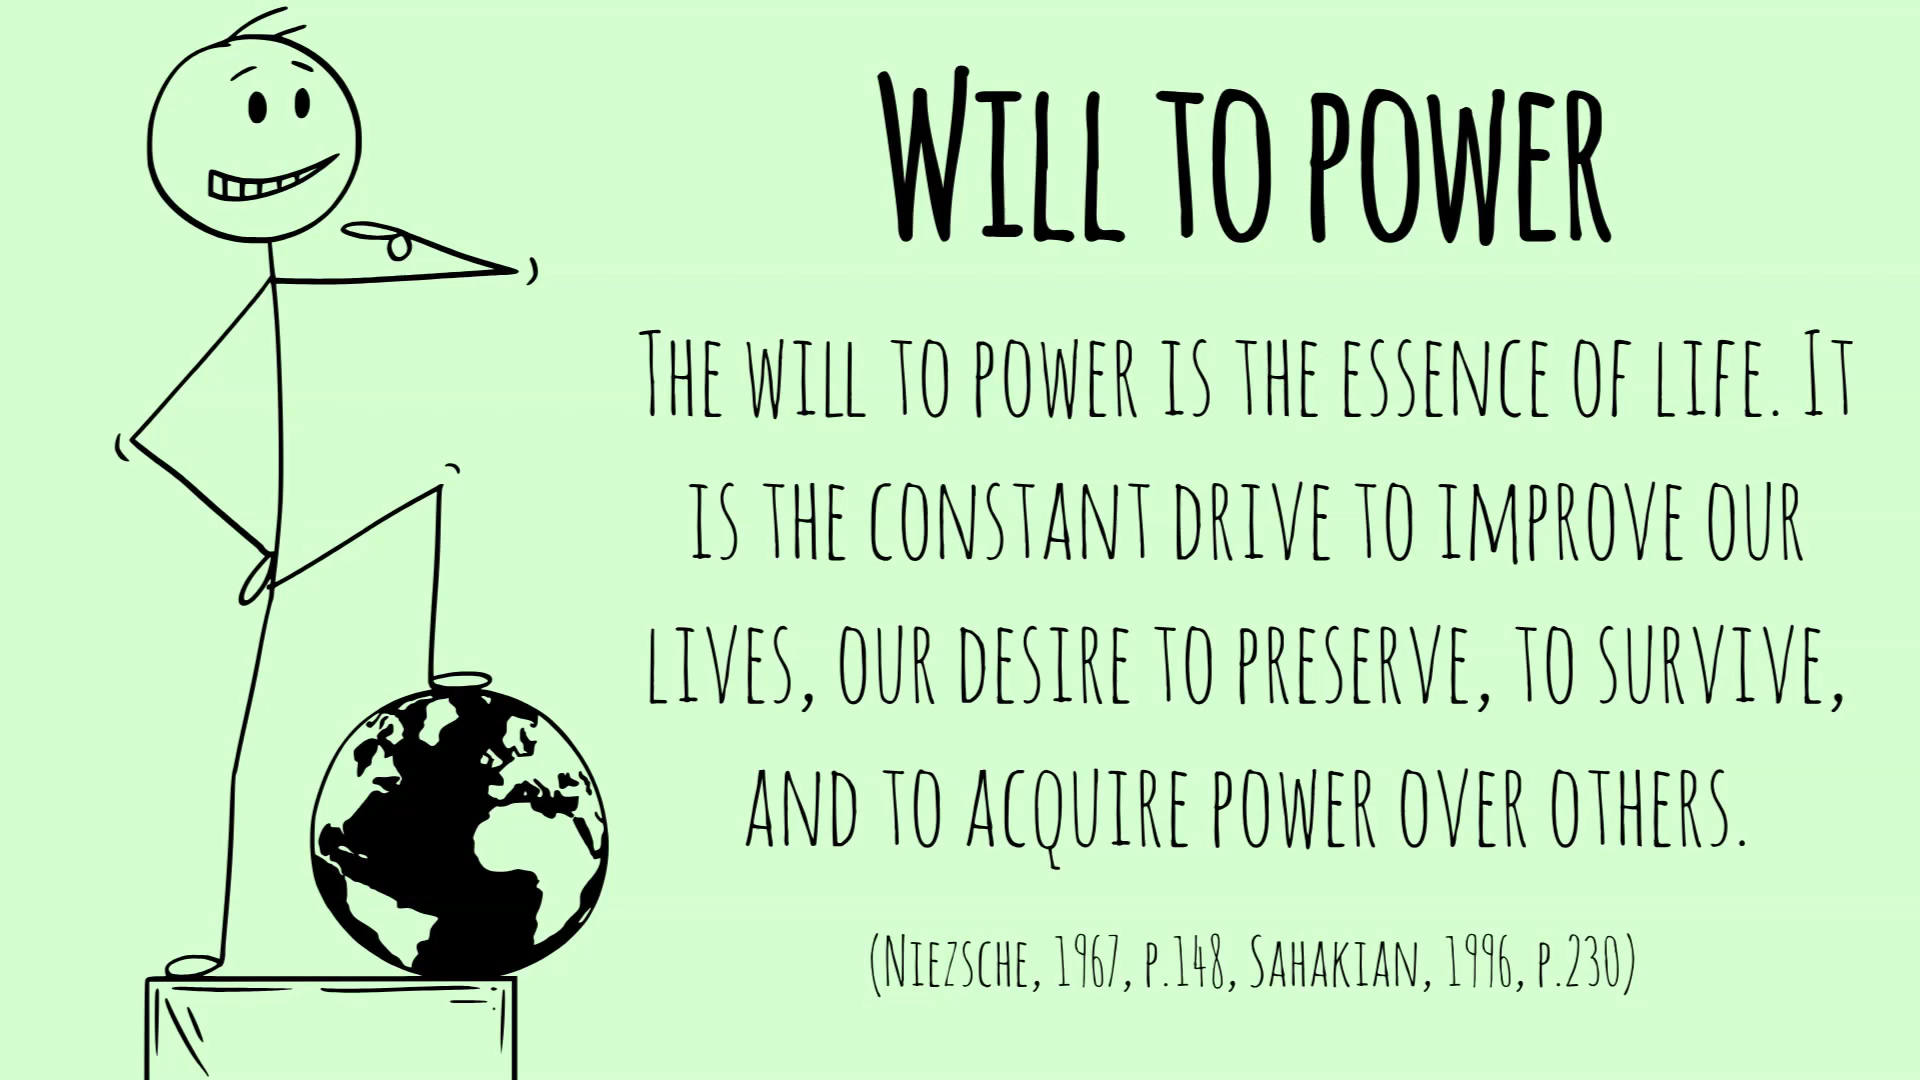 Will to power
The will to power is the essence of life. It
is the constant drive to improve our
lives, our desire to preserve, to survive,
and to acquire power over others.
(Niezsche, 1967, p.148, Sahakian, 1996, p.230)